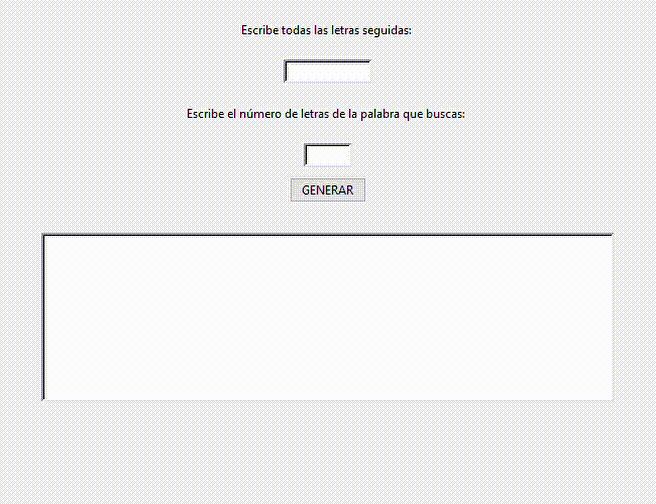 Escribe todas las letras seguidas:
Escribe el número de letras de la palabra que buscas:
GENERAR